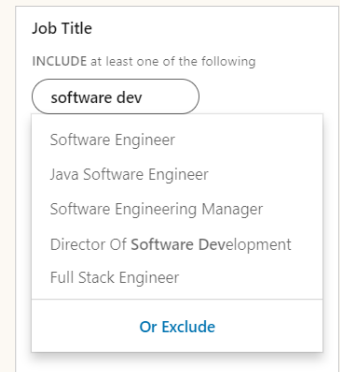 Job Title
INCLUDE at least one of the following
software dev
Software Engineer
Java Software Engineer
Software Engineering Manager
Director Of Software Development
Full Stack Engineer
Or Exclude